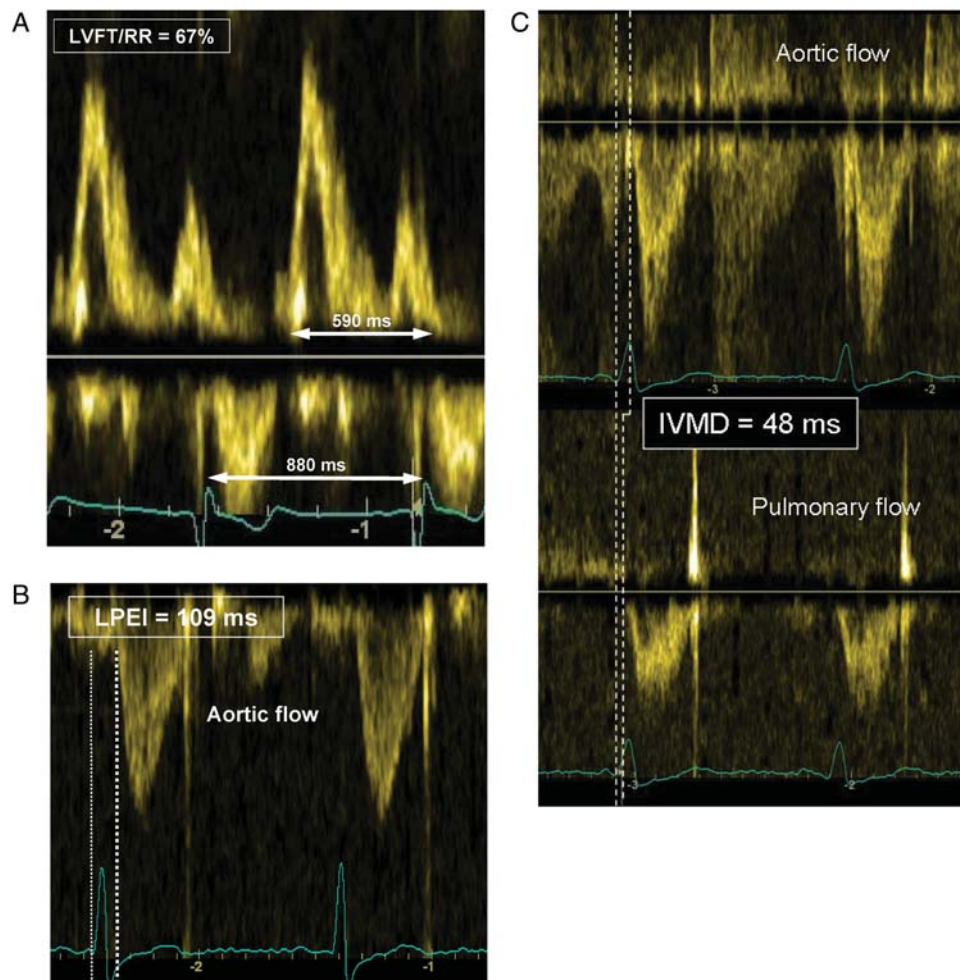 A
LVFT/RR = 67%
590 ms
880 ms
-2
-1
B
LPEI = 109 ms
Aortic flow
-2
-1
C
Aortic flow
-3
-2
IVMD = 48 ms
Pulmonary flow
-3
-2